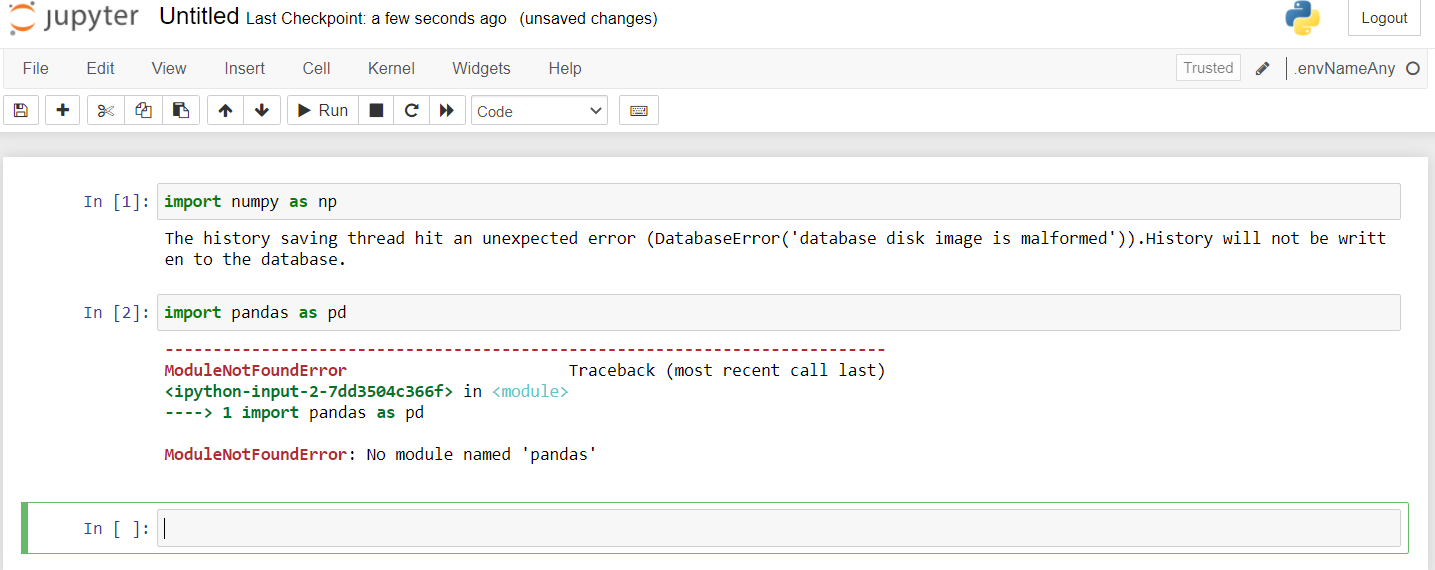 jupyter Untitled Last Checkpoint: a few seconds ago (unsaved changes) Logout
File Edit View Insert Cell Kernel Widgets Help Trusted .envNameAny
Run Code
In [1]: import numpy as np
The history saving thread hit an unexpected error (DatabaseError('database disk image is malformed')).History will not be writt
en to the database.
In [2]: import pandas as pd
---------------------------------------------------------------------------
ModuleNotFoundError Traceback (most recent call last)
<ipython-input-2-7dd3504c366f> in <module>
----> 1 import pandas as pd
ModuleNotFoundError: No module named 'pandas'
In [ ]: